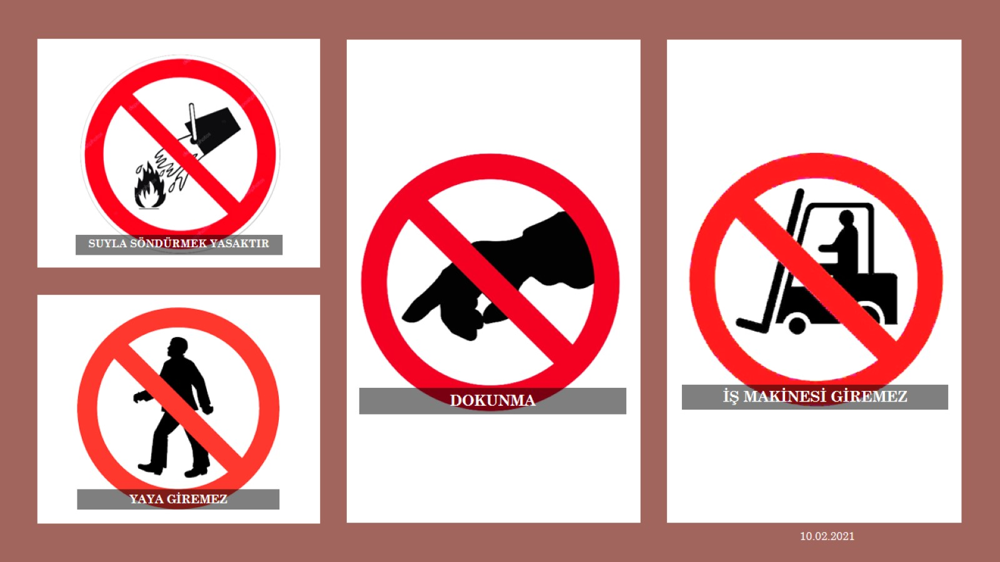 SUYLA SÖNDÜRMEK YASAKTIR
YAYA GİREMEZ
DOKUNMA
İŞ MAKİNESİ GİREMEZ
10.02.2021